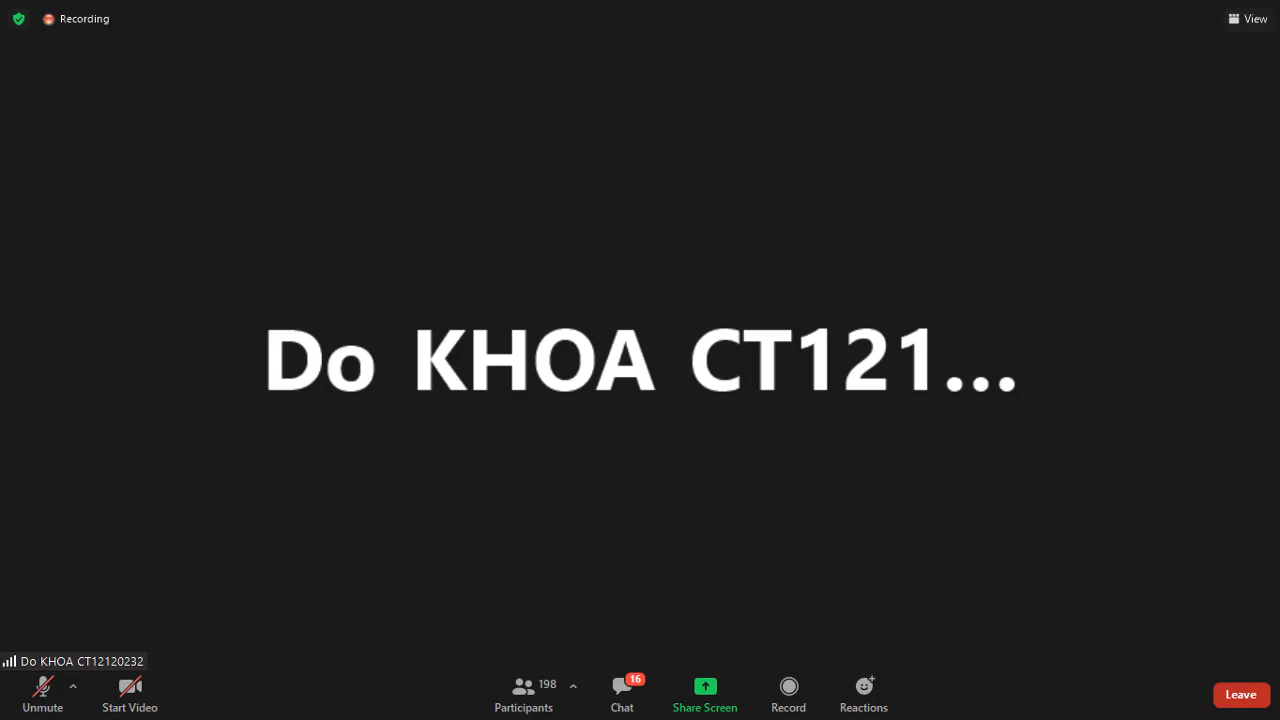 Recording
View
Do KHOA CT121...
Do KHOA CT12120232
198
16
Unmute
Start Video
Participants
Chat
Share Screen
Record
Reactions
Leave